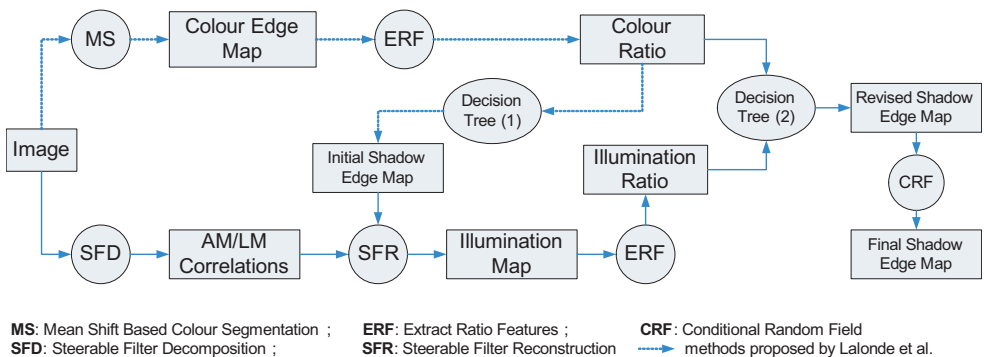 MS
Colour Edge
Map
ERF
Colour
Ratio
Decision
Tree (1)
Decision
Tree (2)
Revised Shadow
Edge Map
Image
Initial Shadow
Edge Map
Illumination
Ratio
CRF
SFD
AM/LM
Correlations
SFR
Illumination
Map
ERF
Final Shadow
Edge Map
MS: Mean Shift Based Colour Segmentation ; ERF: Extract Ratio Features ; CRF: Conditional Random Field
SFD: Steerable Filter Decomposition ; SFR: Steerable Filter Reconstruction methods proposed by Lalonde et al.